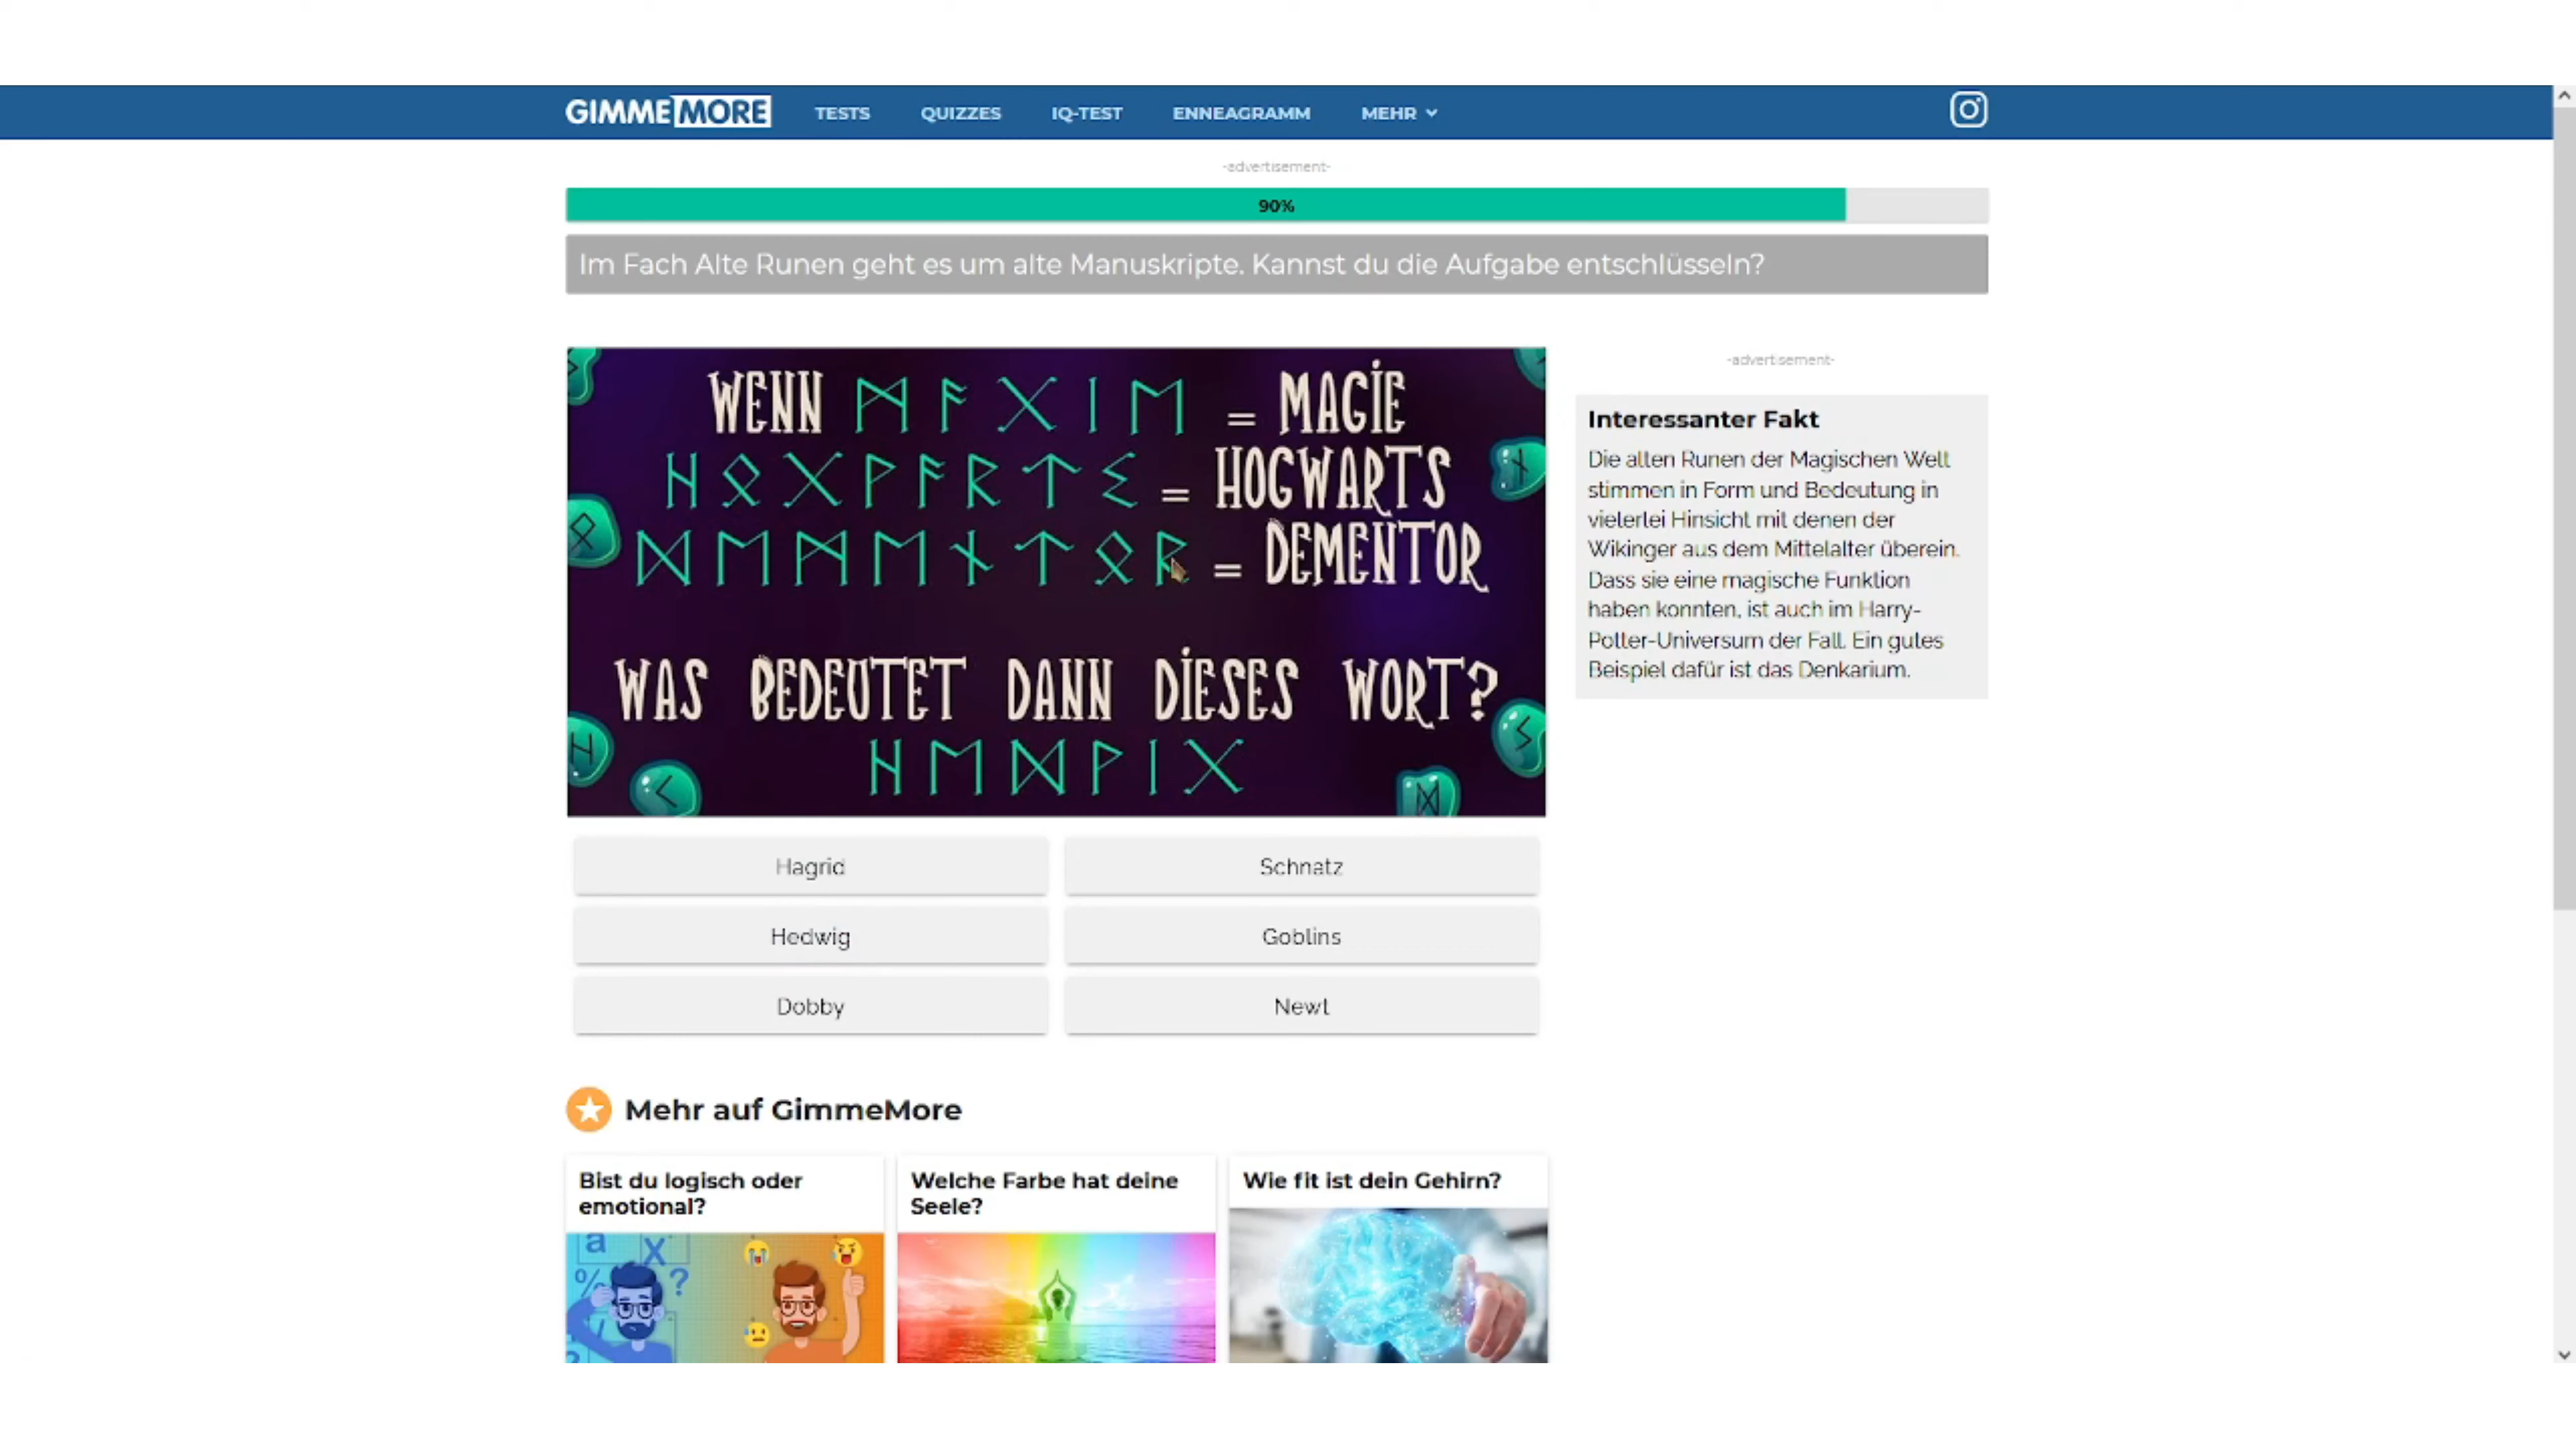 GIMMEMORE TESTS QUIZZES IQ-TEST ENNEAGRAMM MEHR
-advertisement-
90%
Im Fach Alte Runen geht es um alte Manuskripte. Kannst du die Aufgabe entschlüsseln?
WENN ᛗᚨᚷᛁᛖ = MAGIE
ᚺᛟᚷᚹᚨᚱᛏᛊ = HOGWARTS
ᛞᛖᛗᛖᚾᛏᛟᚱ = DEMENTOR
WAS BEDEUTET DANN DIESES WORT?
ᚺᛖᛞᚹᛁᚷ
-advertisement-
Interessanter Fakt
Die alten Runen der Magischen Welt
stimmen in Form und Bedeutung in
vielerlei Hinsicht mit denen der
Wikinger aus dem Mittelalter überein.
Dass sie eine magische Funktion
haben konnten, ist auch im Harry-
Potter-Universum der Fall. Ein gutes
Beispiel dafür ist das Denkarium.
Hagrid
Schnatz
Hedwig
Goblins
Dobby
Newt
Mehr auf GimmeMore
Bist du logisch oder
emotional?
Welche Farbe hat deine
Seele?
Wie fit ist dein Gehirn?
a
X
%
?